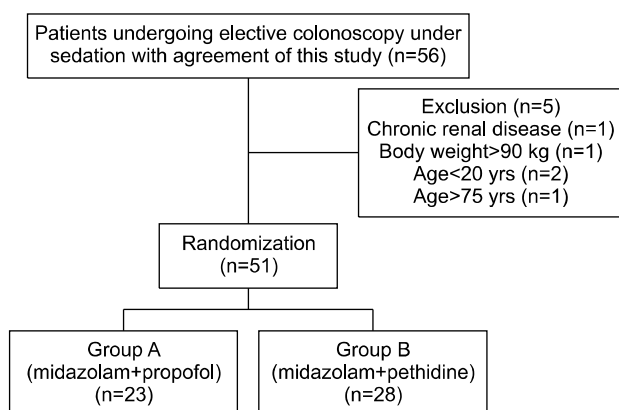 Patients undergoing elective colonoscopy under
sedation with agreement of this study (n=56)
Exclusion (n=5)
Chronic renal disease (n=1)
Body weight>90 kg (n=1)
Age<20 yrs (n=2)
Age>75 yrs (n=1)
Randomization
(n=51)
Group A
(midazolam+propofol)
n=23)
Group B
(midazolam+pethidine)
n=28)